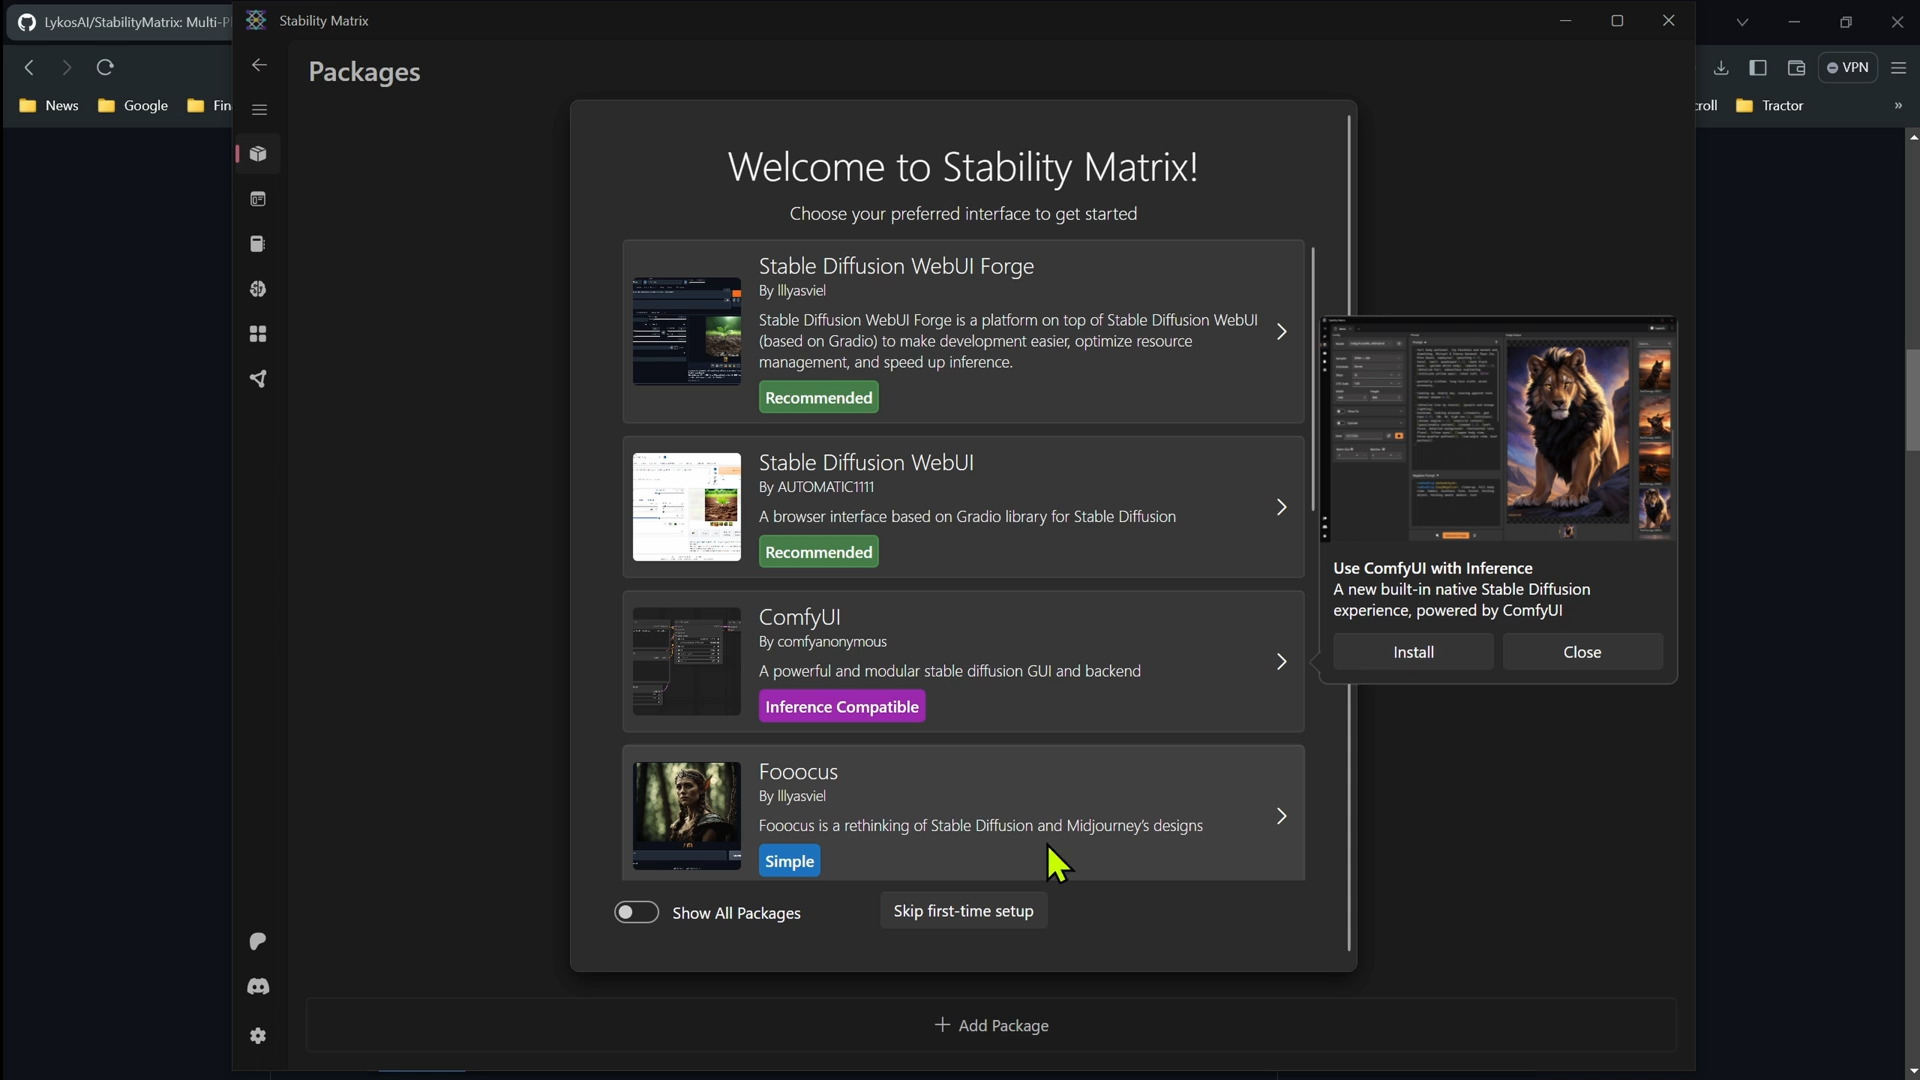 LykosAI/StabilityMatrix: Multi-P
Stability Matrix
VPN
News
Google
Fin
croll
Tractor
»
Packages
Welcome to Stability Matrix!
Choose your preferred interface to get started
Stable Diffusion WebUI Forge
By lllyasviel
Stable Diffusion WebUI Forge is a platform on top of Stable Diffusion WebUI
(based on Gradio) to make development easier, optimize resource
management, and speed up inference.
Recommended
Stable Diffusion WebUI
By AUTOMATIC1111
A browser interface based on Gradio library for Stable Diffusion
Recommended
ComfyUI
By comfyanonymous
A powerful and modular stable diffusion GUI and backend
Inference Compatible
Fooocus
By lllyasviel
Fooocus is a rethinking of Stable Diffusion and Midjourney's designs
Simple
Use ComfyUI with Inference
A new built-in native Stable Diffusion
experience, powered by ComfyUI
Install
Close
Show All Packages
Skip first-time setup
+ Add Package